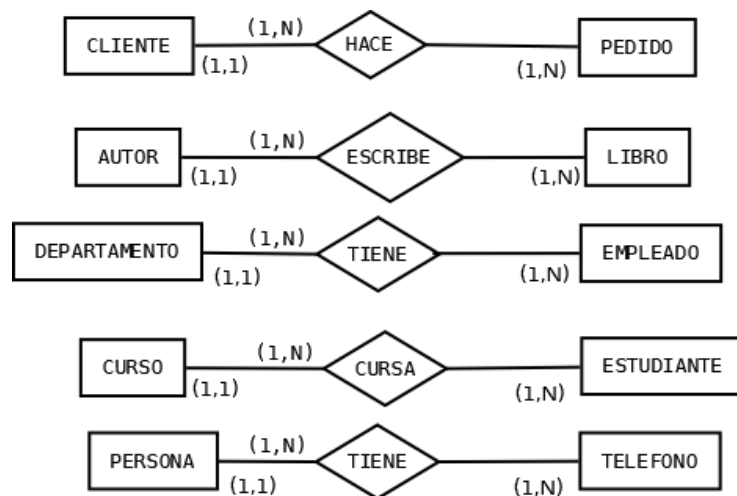 CLIENTE (1,1) (1,N) HACE (1,N) PEDIDO
AUTOR (1,1) (1,N) ESCRIBE (1,N) LIBRO
DEPARTAMENTO (1,1) (1,N) TIENE (1,N) EMPLEADO
CURSO (1,1) (1,N) CURSA (1,N) ESTUDIANTE
PERSONA (1,1) (1,N) TIENE (1,N) TELEFONO